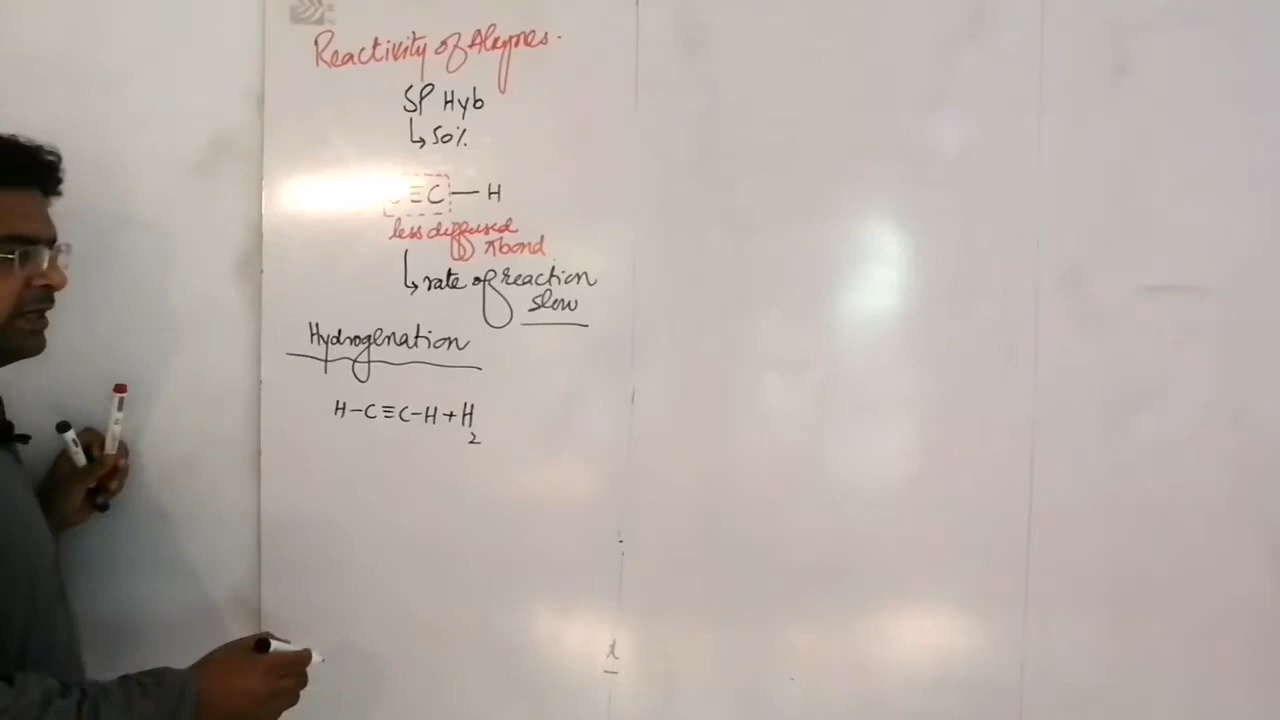 Reactivity of Alkynes.
SP Hyb
↳ 50%
≡C—H
less diffused
π bond
↳ rate of reaction
slow
Hydrogenation
H-C≡C-H + H2